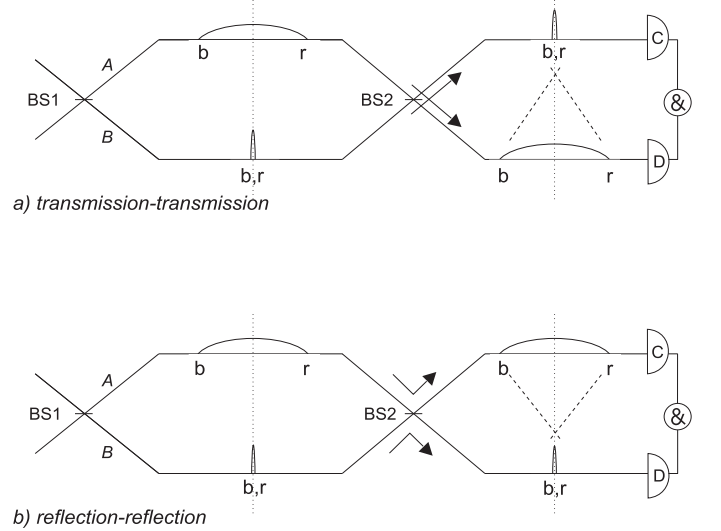 A b r b,r C
BS1 BS2 &
B b,r b r D
a) transmission-transmission
A b r b r C
BS1 BS2 &
B b,r b,r D
b) reflection-reflection